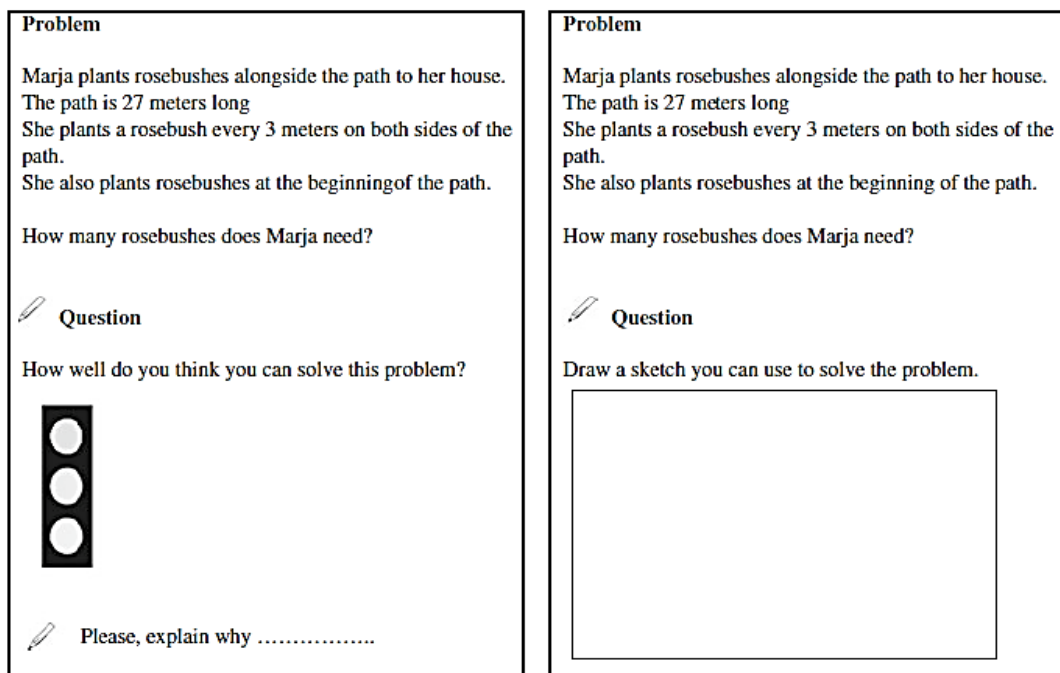 Problem
Marja plants rosebushes alongside the path to her house.
The path is 27 meters long
She plants a rosebush every 3 meters on both sides of the
path.
She also plants rosebushes at the beginningof the path.
How many rosebushes does Marja need?
Question
How well do you think you can solve this problem?
Please, explain why ……………..
Problem
Marja plants rosebushes alongside the path to her house.
The path is 27 meters long
She plants a rosebush every 3 meters on both sides of the
path.
She also plants rosebushes at the beginning of the path.
How many rosebushes does Marja need?
Question
Draw a sketch you can use to solve the problem.